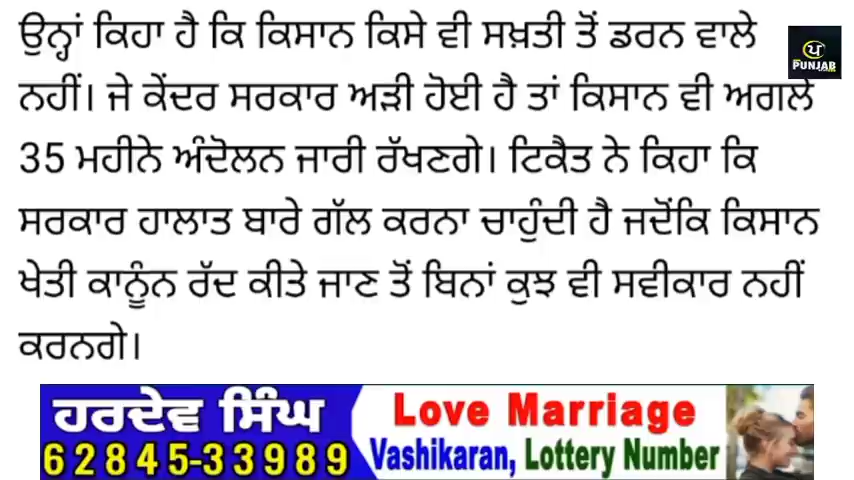 ਉਨ੍ਹਾਂ ਕਿਹਾ ਹੈ ਕਿ ਕਿਸਾਨ ਕਿਸੇ ਵੀ ਸਖ਼ਤੀ ਤੋਂ ਡਰਨ ਵਾਲੇ
ਨਹੀਂ। ਜੇ ਕੇਂਦਰ ਸਰਕਾਰ ਅੜੀ ਹੋਈ ਹੈ ਤਾਂ ਕਿਸਾਨ ਵੀ ਅਗਲੇ
35 ਮਹੀਨੇ ਅੰਦੋਲਨ ਜਾਰੀ ਰੱਖਣਗੇ। ਟਿਕੈਤ ਨੇ ਕਿਹਾ ਕਿ
ਸਰਕਾਰ ਹਾਲਾਤ ਬਾਰੇ ਗੱਲ ਕਰਨਾ ਚਾਹੁੰਦੀ ਹੈ ਜਦੋਂਕਿ ਕਿਸਾਨ
ਖੇਤੀ ਕਾਨੂੰਨ ਰੱਦ ਕੀਤੇ ਜਾਣ ਤੋਂ ਬਿਨਾਂ ਕੁਝ ਵੀ ਸਵੀਕਾਰ ਨਹੀਂ
ਕਰਨਗੇ।
ਪ
PUNJAB
ਹਰਦੇਵ ਸਿੰਘ
62845-33989
Love Marriage
Vashikaran, Lottery Number